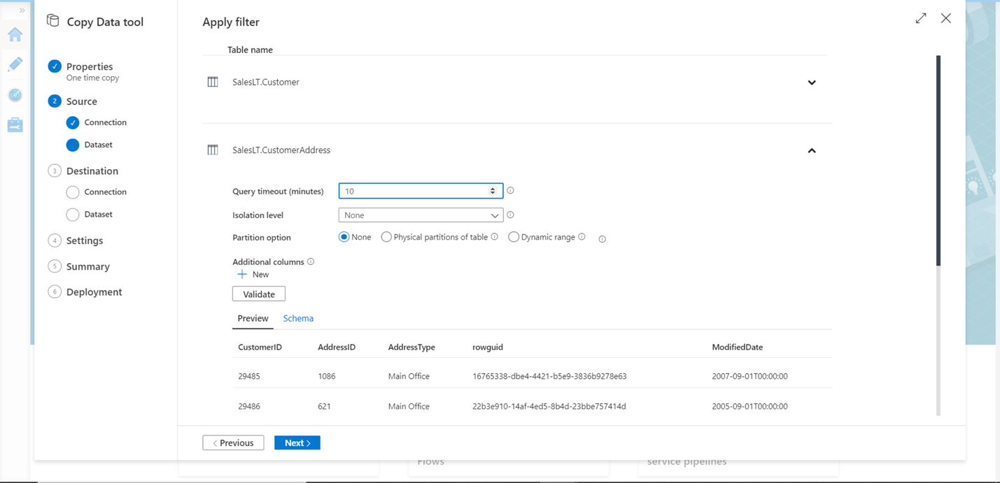 »
Copy Data tool
✓ Properties
One time copy
2 Source
✓ Connection
Dataset
3 Destination
Connection
Dataset
4 Settings
5 Summary
6 Deployment
Apply filter
Table name
SalesLT.Customer
SalesLT.CustomerAddress
Query timeout (minutes) 10
Isolation level None
Partition option None Physical partitions of table Dynamic range
Additional columns
+ New
Validate
Preview Schema
CustomerID AddressID AddressType rowguid ModifiedDate
29485 1086 Main Office 16765338-dbe4-4421-b5e9-3836b9278e63 2007-09-01T00:00:00
29486 621 Main Office 22b3e910-14af-4ed5-8b4d-23bbe757414d 2005-09-01T00:00:00
< Previous Next >
Flows service pipelines